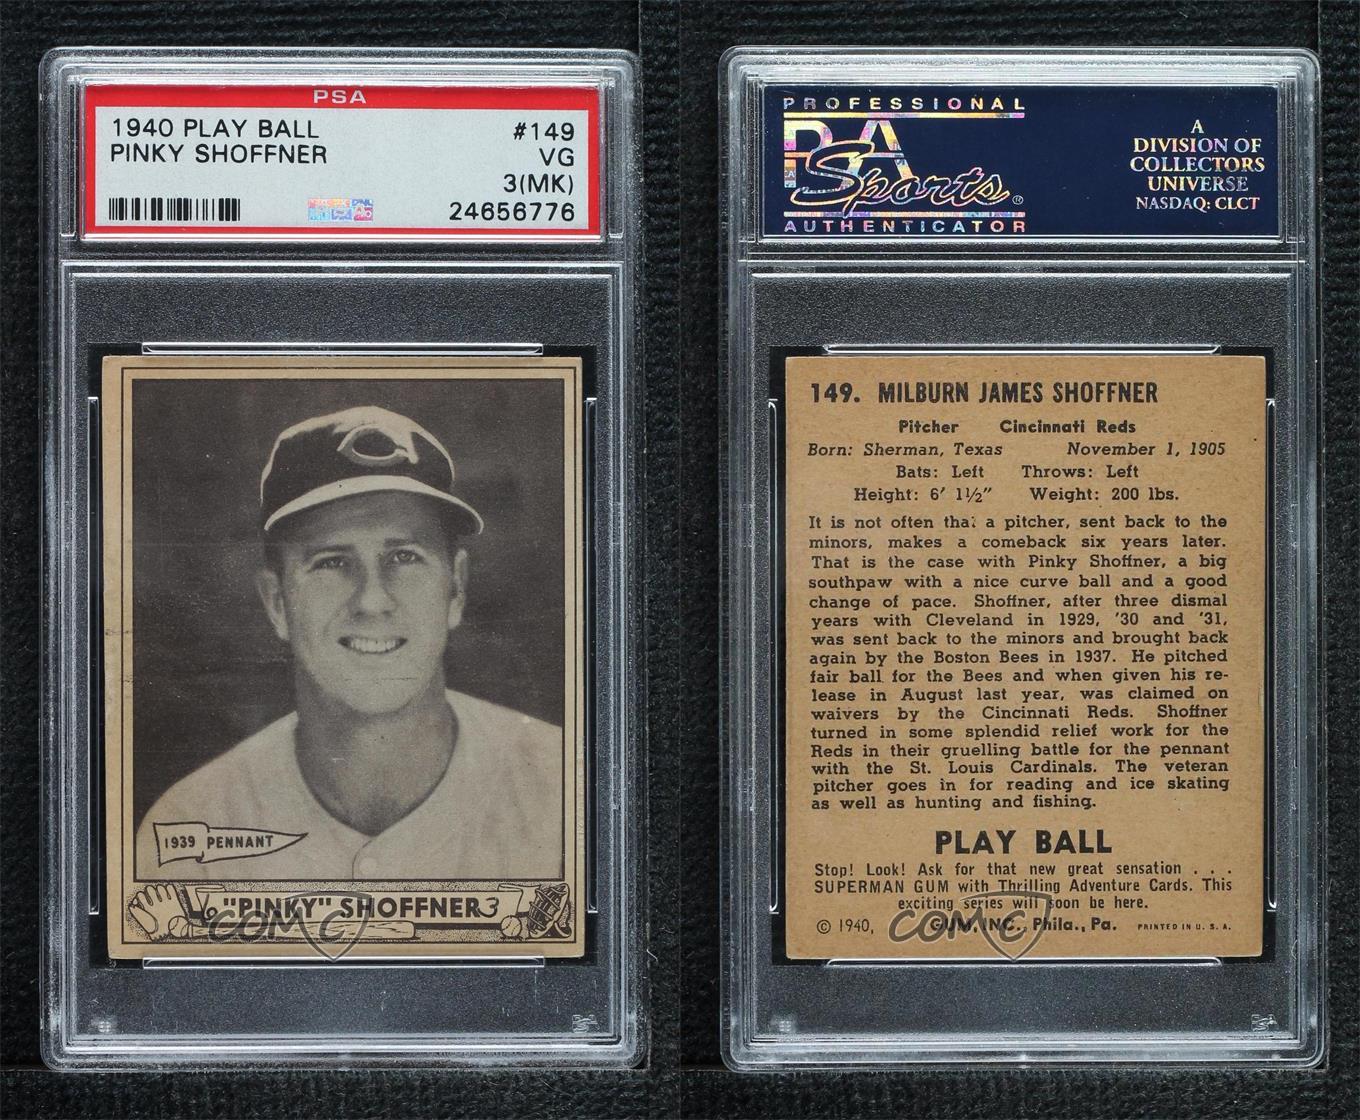 PSA
1940 PLAY BALL #149
PINKY SHOFFNER VG
3(MK)
24656776
1939 PENNANT
9 "PINKY" SHOFFNER 3
COMC
PROFESSIONAL
PSA
Sports®
AUTHENTICATOR
A
DIVISION OF
COLLECTORS
UNIVERSE
NASDAQ: CLCT
149. MILBURN JAMES SHOFFNER
Pitcher Cincinnati Reds
Born: Sherman, Texas November 1, 1905
Bats: Left Throws: Left
Height: 6' 1½" Weight: 200 lbs.
It is not often that a pitcher, sent back to the
minors, makes a comeback six years later.
That is the case with Pinky Shoffner, a big
southpaw with a nice curve ball and a good
change of pace. Shoffner, after three dismal
years with Cleveland in 1929, '30 and '31,
was sent back to the minors and brought back
again by the Boston Bees in 1937. He pitched
fair ball for the Bees and when given his re-
lease in August last year, was claimed on
waivers by the Cincinnati Reds. Shoffner
turned in some splendid relief work for the
Reds in their gruelling battle for the pennant
with the St. Louis Cardinals. The veteran
pitcher goes in for reading and ice skating
as well as hunting and fishing.
PLAY BALL
Stop! Look! Ask for that new great sensation . . .
SUPERMAN GUM with Thrilling Adventure Cards. This
exciting series will soon be here.
© 1940, GUM, INC., Phila., Pa. PRINTED IN U. S. A.
COMC